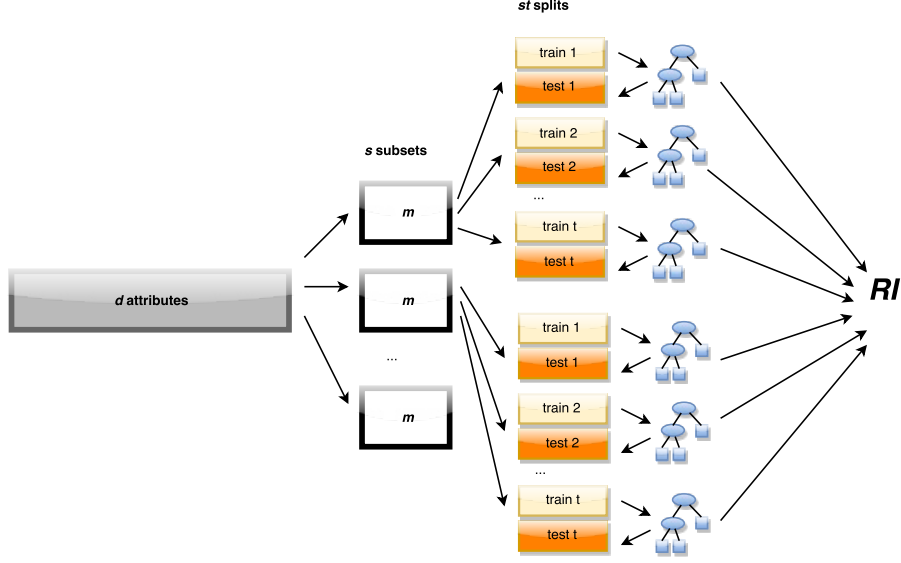 st splits
train 1
test 1
train 2
test 2
...
train t
test t
s subsets
m
d attributes
m
...
m
RI
train 1
test 1
train 2
test 2
...
train t
test t